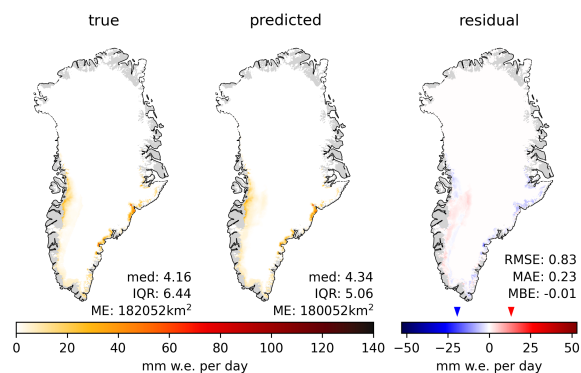 true predicted residual
med: 4.16
IQR: 6.44
ME: 182052km²
med: 4.34
IQR: 5.06
ME: 180052km²
RMSE: 0.83
MAE: 0.23
MBE: -0.01
0 20 40 60 80 100 120 140
mm w.e. per day
−50 −25 0 25 50
mm w.e. per day